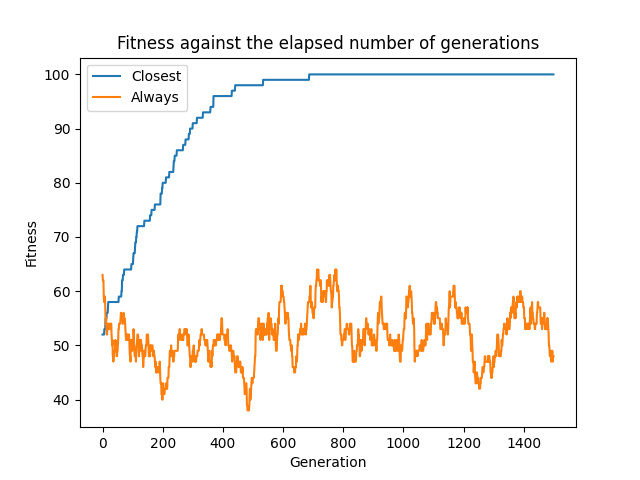 Fitness against the elapsed number of generations
Closest
Always
100
90
80
70
60
50
40
Fitness
0 200 400 600 800 1000 1200 1400
Generation